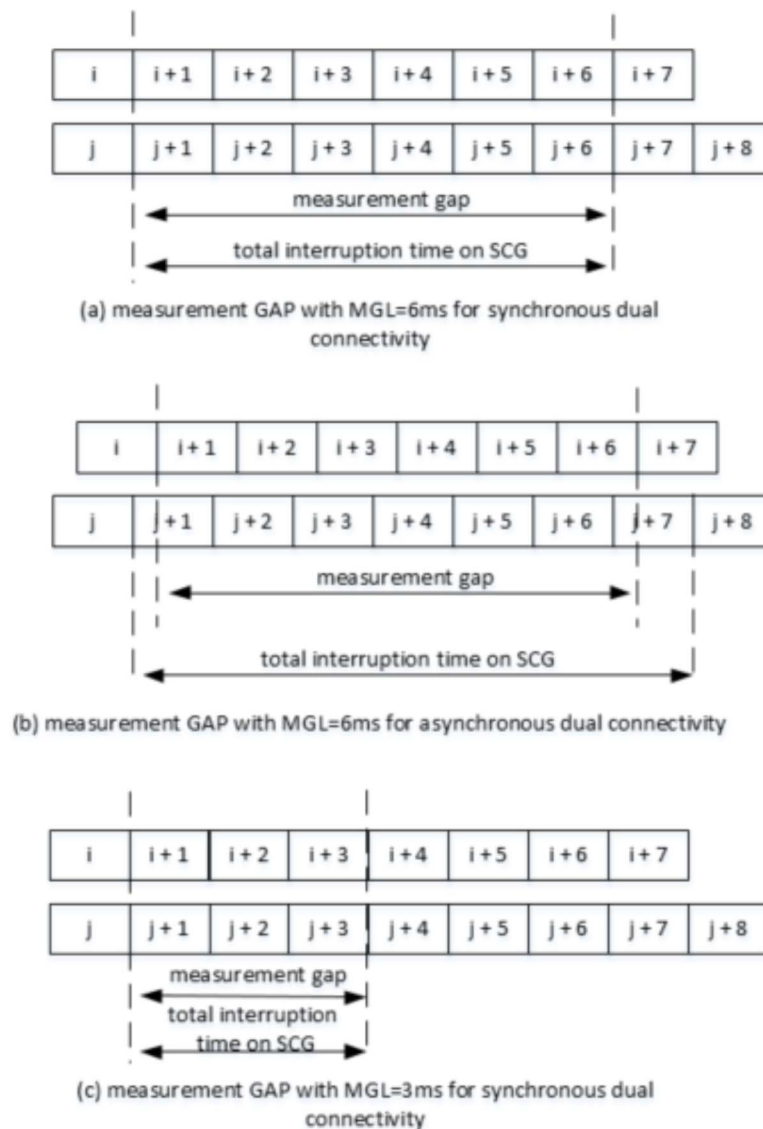 i i + 1 i + 2 i + 3 i + 4 i + 5 i + 6 i + 7
j j + 1 j + 2 j + 3 j + 4 j + 5 j + 6 j + 7 j + 8
measurement gap
total interruption time on SCG
(a) measurement GAP with MGL=6ms for synchronous dual
connectivity
i i + 1 i + 2 i + 3 i + 4 i + 5 i + 6 i + 7
j j + 1 j + 2 j + 3 j + 4 j + 5 j + 6 j + 7 j + 8
measurement gap
total interruption time on SCG
(b) measurement GAP with MGL=6ms for asynchronous dual connectivity
i i + 1 i + 2 i + 3 i + 4 i + 5 i + 6 i + 7
j j + 1 j + 2 j + 3 j + 4 j + 5 j + 6 j + 7 j + 8
measurement gap
total interruption
time on SCG
(c) measurement GAP with MGL=3ms for synchronous dual
connectivity